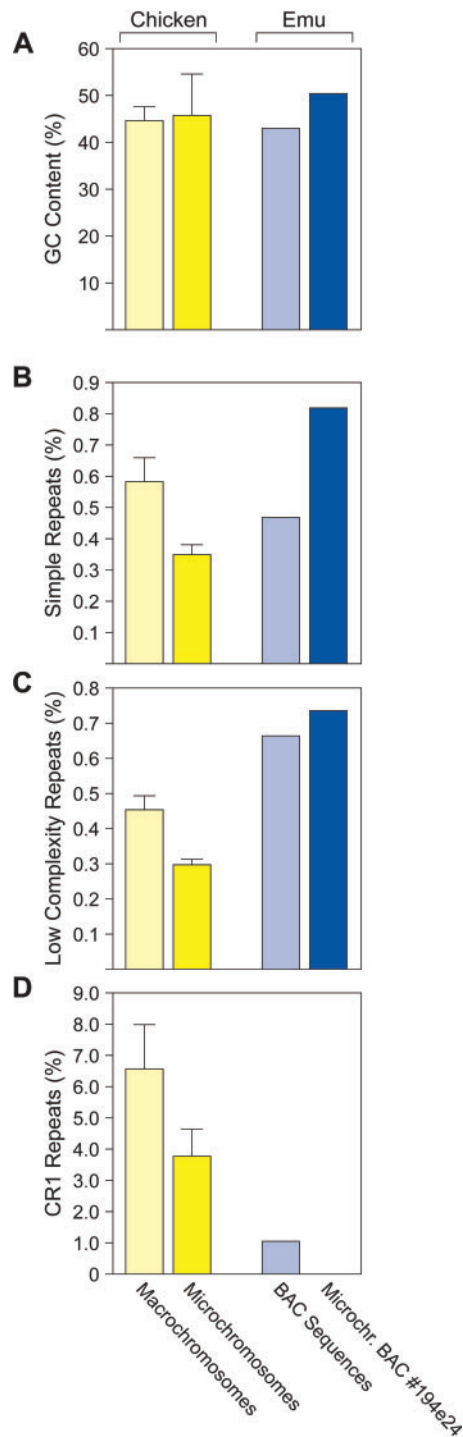 Chicken
Emu
A
GC Content (%)
60
50
40
30
20
10
B
Simple Repeats (%)
0.9
0.8
0.7
0.6
0.5
0.4
0.3
0.2
0.1
C
Low Complexity Repeats (%)
0.8
0.7
0.6
0.5
0.4
0.3
0.2
0.1
D
CR1 Repeats (%)
9.0
8.0
7.0
6.0
5.0
4.0
3.0
2.0
1.0
0
Macrochromosomes
Microchromosomes
BAC Sequences
Microchr. BAC #194e24